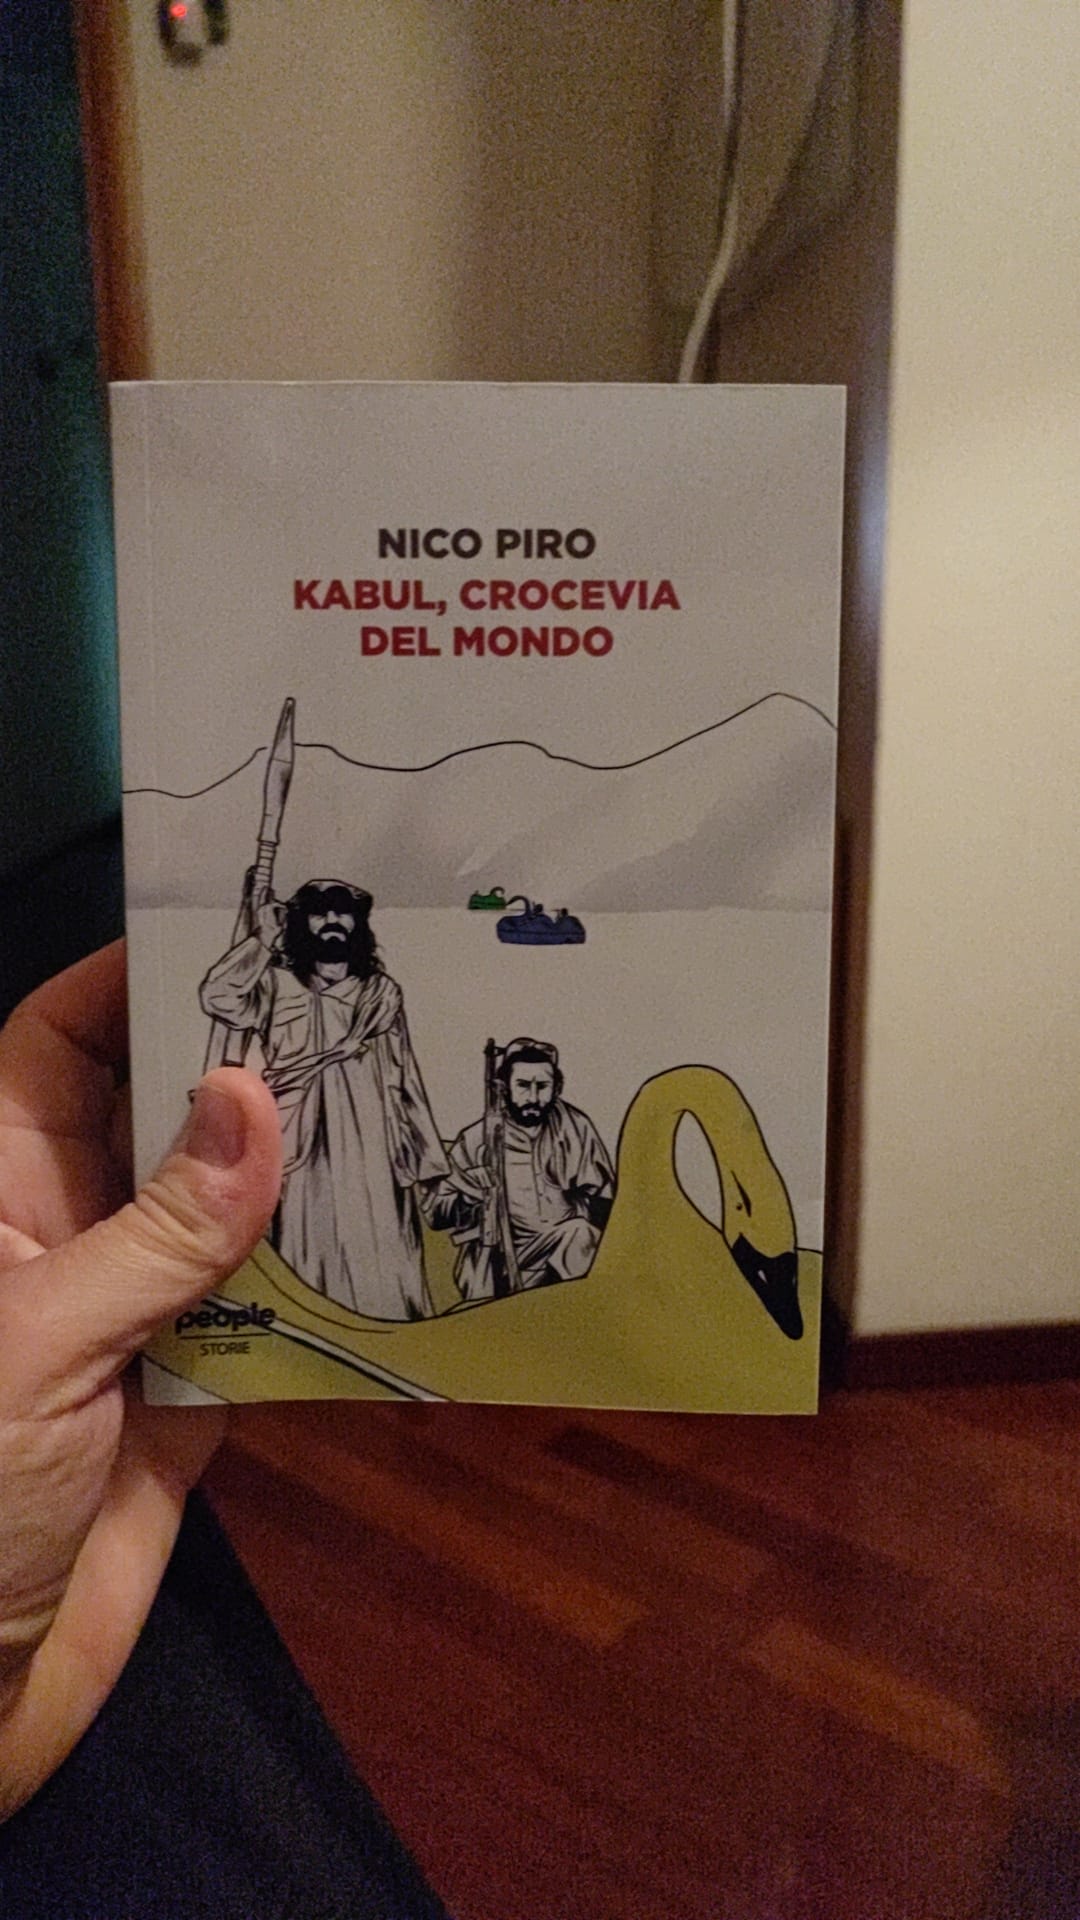 NICO PIRO
KABUL, CROCEVIA
DEL MONDO
people
STORIE